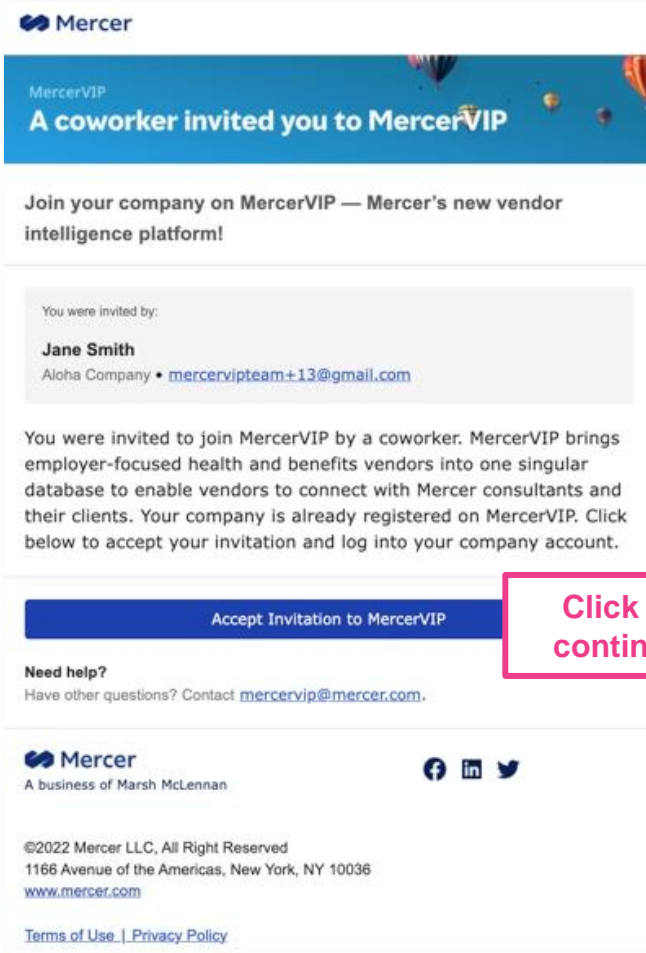 Mercer
MercerVIP
A coworker invited you to MercerVIP
Join your company on MercerVIP — Mercer's new vendor
intelligence platform!
You were invited by:
Jane Smith
Aloha Company • mercervipteam+13@gmail.com
You were invited to join MercerVIP by a coworker. MercerVIP brings
employer-focused health and benefits vendors into one singular
database to enable vendors to connect with Mercer consultants and
their clients. Your company is already registered on MercerVIP. Click
below to accept your invitation and log into your company account.
Accept Invitation to MercerVIP
Click
contin
Need help?
Have other questions? Contact mercervip@mercer.com.
Mercer
A business of Marsh McLennan
©2022 Mercer LLC, All Right Reserved
1166 Avenue of the Americas, New York, NY 10036
www.mercer.com
Terms of Use | Privacy Policy